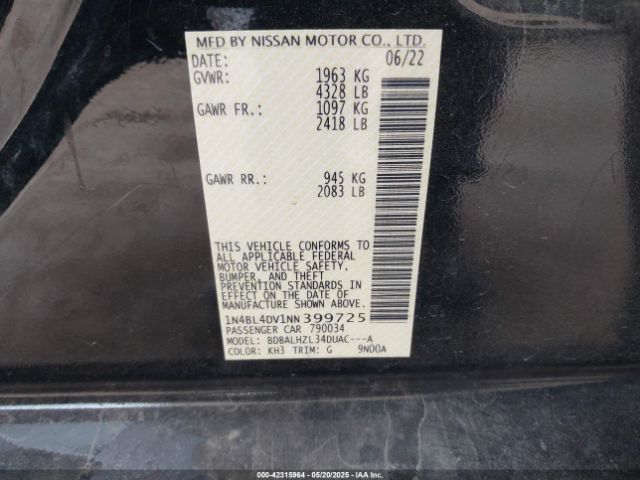 MFD BY NISSAN MOTOR CO., LTD.
DATE: 06/22
GVWR: 1963 KG
4328 LB
GAWR FR.: 1097 KG
2418 LB
GAWR RR.: 945 KG
2083 LB
THIS VEHICLE CONFORMS TO
ALL APPLICABLE FEDERAL
MOTOR VEHICLE SAFETY,
BUMPER, AND THEFT
PREVENTION STANDARDS IN
EFFECT ON THE DATE OF
MANUFACTURE SHOWN ABOVE.
1N4BL4DV1NN399725
PASSENGER CAR 790034
MODEL: BDBALHZL34DUAC---A
COLOR: KH3 TRIM: G 9N00A
000-42315964 - 05/20/2025 - IAA Inc.